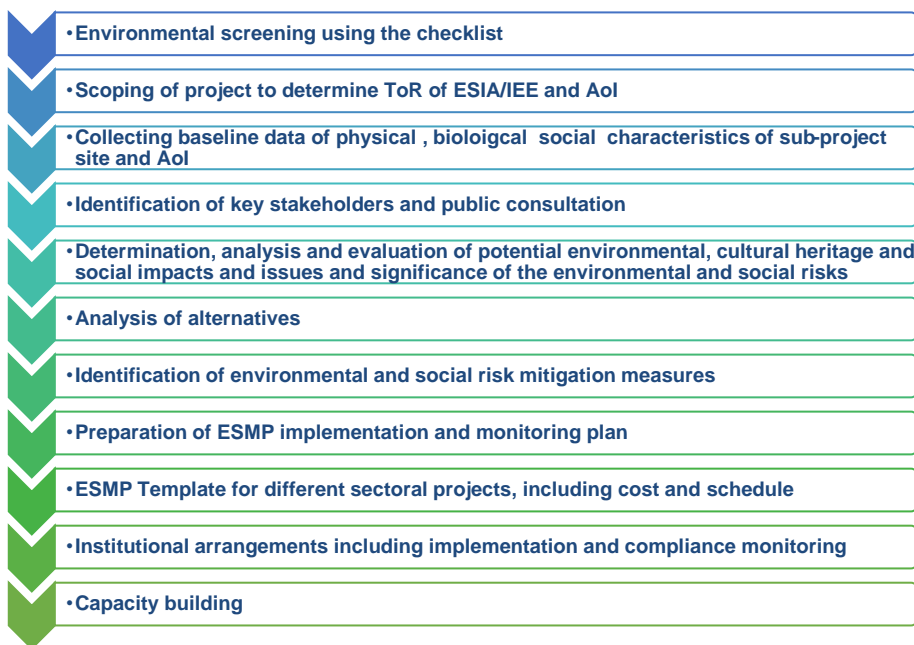 •Environmental screening using the checklist
•Scoping of project to determine ToR of ESIA/IEE and AoI
•Collecting baseline data of physical , bioloigcal social characteristics of sub-project
site and AoI
•Identification of key stakeholders and public consultation
•Determination, analysis and evaluation of potential environmental, cultural heritage and
social impacts and issues and significance of the environmental and social risks
•Analysis of alternatives
•Identification of environmental and social risk mitigation measures
•Preparation of ESMP implementation and monitoring plan
•ESMP Template for different sectoral projects, including cost and schedule
•Institutional arrangements including implementation and compliance monitoring
•Capacity building